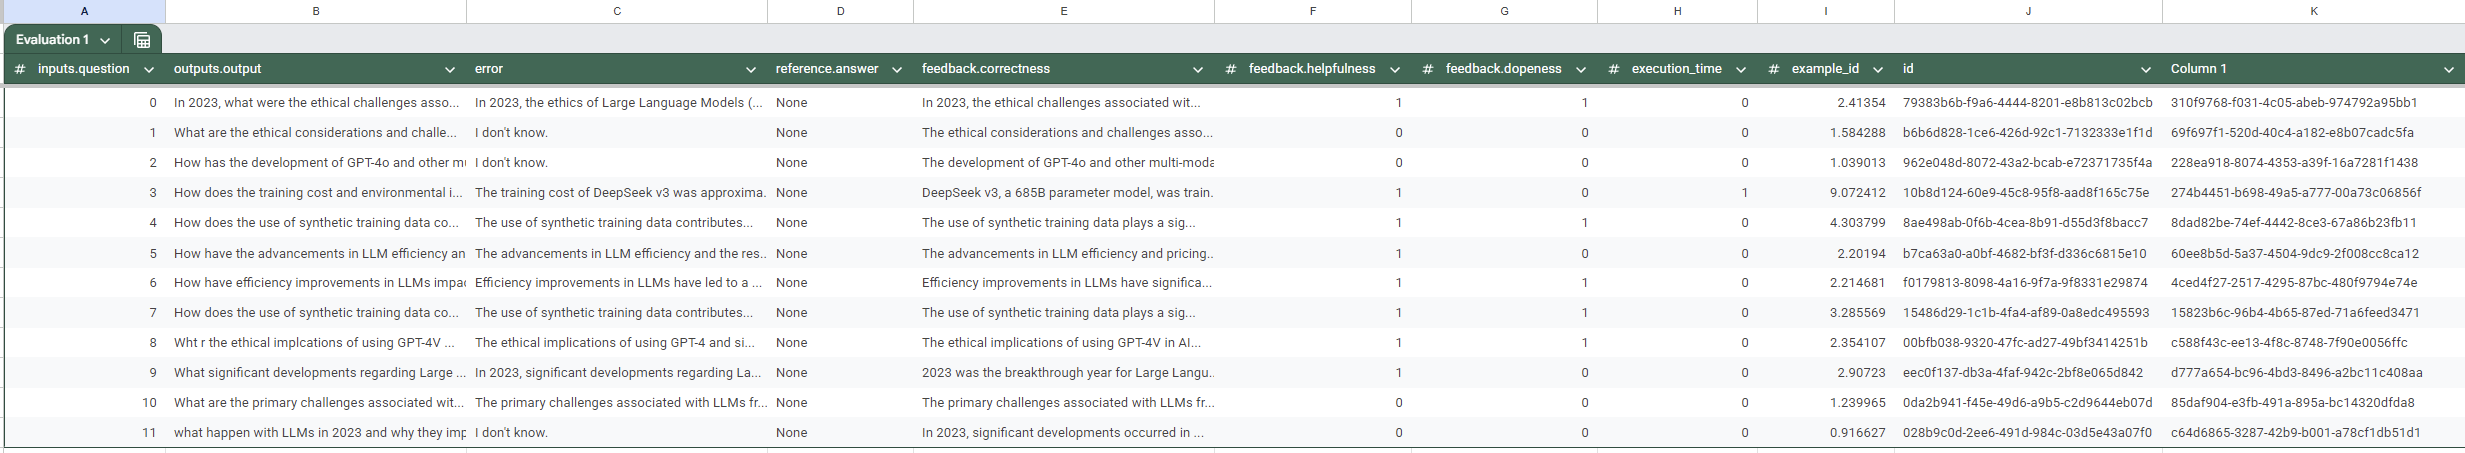 A B C D E F G H I J K
Evaluation 1
# inputs.question outputs.output error reference.answer feedback.correctness # feedback.helpfulness # feedback.dopeness # execution_time # example_id id Column 1
0 In 2023, what were the ethical challenges asso... In 2023, the ethics of Large Language Models (... None In 2023, the ethical challenges associated wit... 1 1 0 2.41354 79383b6b-f9a6-4444-8201-e8b813c02bcb 310f9768-f031-4c05-abeb-974792a95bb1
1 What are the ethical considerations and challe... I don't know. None The ethical considerations and challenges asso... 0 0 0 1.584288 b6b6d828-1ce6-426d-92c1-7132333e1f1d 69f697f1-520d-40c4-a182-e8b07cadc5fa
2 How has the development of GPT-4o and other mu I don't know. None The development of GPT-4o and other multi-moda 0 0 0 1.039013 962e048d-8072-43a2-bcab-e72371735f4a 228ea918-8074-4353-a39f-16a7281f1438
3 How does the training cost and environmental i... The training cost of DeepSeek v3 was approxima. None DeepSeek v3, a 685B parameter model, was train. 1 0 1 9.072412 10b8d124-60e9-45c8-95f8-aad8f165c75e 274b4451-b698-49a5-a777-00a73c06856f
4 How does the use of synthetic training data co... The use of synthetic training data contributes... None The use of synthetic training data plays a sig... 1 1 0 4.303799 8ae498ab-0f6b-4cea-8b91-d55d3f8bacc7 8dad82be-74ef-4442-8ce3-67a86b23fb11
5 How have the advancements in LLM efficiency an The advancements in LLM efficiency and the res.. None The advancements in LLM efficiency and pricing.. 1 0 0 2.20194 b7ca63a0-a0bf-4682-bf3f-d336c6815e10 60ee8b5d-5a37-4504-9dc9-2f008cc8ca12
6 How have efficiency improvements in LLMs impac Efficiency improvements in LLMs have led to a ... None Efficiency improvements in LLMs have significa... 1 1 0 2.214681 f0179813-8098-4a16-9f7a-9f8331e29874 4ced4f27-2517-4295-87bc-480f9794e74e
7 How does the use of synthetic training data co... The use of synthetic training data contributes... None The use of synthetic training data plays a sig... 1 1 0 3.285569 15486d29-1c1b-4fa4-af89-0a8edc495593 15823b6c-96b4-4b65-87ed-71a6feed3471
8 Wht r the ethical implcations of using GPT-4V ... The ethical implications of using GPT-4 and si... None The ethical implications of using GPT-4V in AI... 1 1 0 2.354107 00bfb038-9320-47fc-ad27-49bf3414251b c588f43c-ee13-4f8c-8748-7f90e0056ffc
9 What significant developments regarding Large ... In 2023, significant developments regarding La... None 2023 was the breakthrough year for Large Langu.. 1 0 0 2.90723 eec0f137-db3a-4faf-942c-2bf8e065d842 d777a654-bc96-4bd3-8496-a2bc11c408aa
10 What are the primary challenges associated wit... The primary challenges associated with LLMs fr... None The primary challenges associated with LLMs fr... 0 0 0 1.239965 0da2b941-f45e-49d6-a9b5-c2d9644eb07d 85daf904-e3fb-491a-895a-bc14320dfda8
11 what happen with LLMs in 2023 and why they imp I don't know. None In 2023, significant developments occurred in ... 0 0 0 0.916627 028b9c0d-2ee6-491d-984c-03d5e43a07f0 c64d6865-3287-42b9-b001-a78cf1db51d1